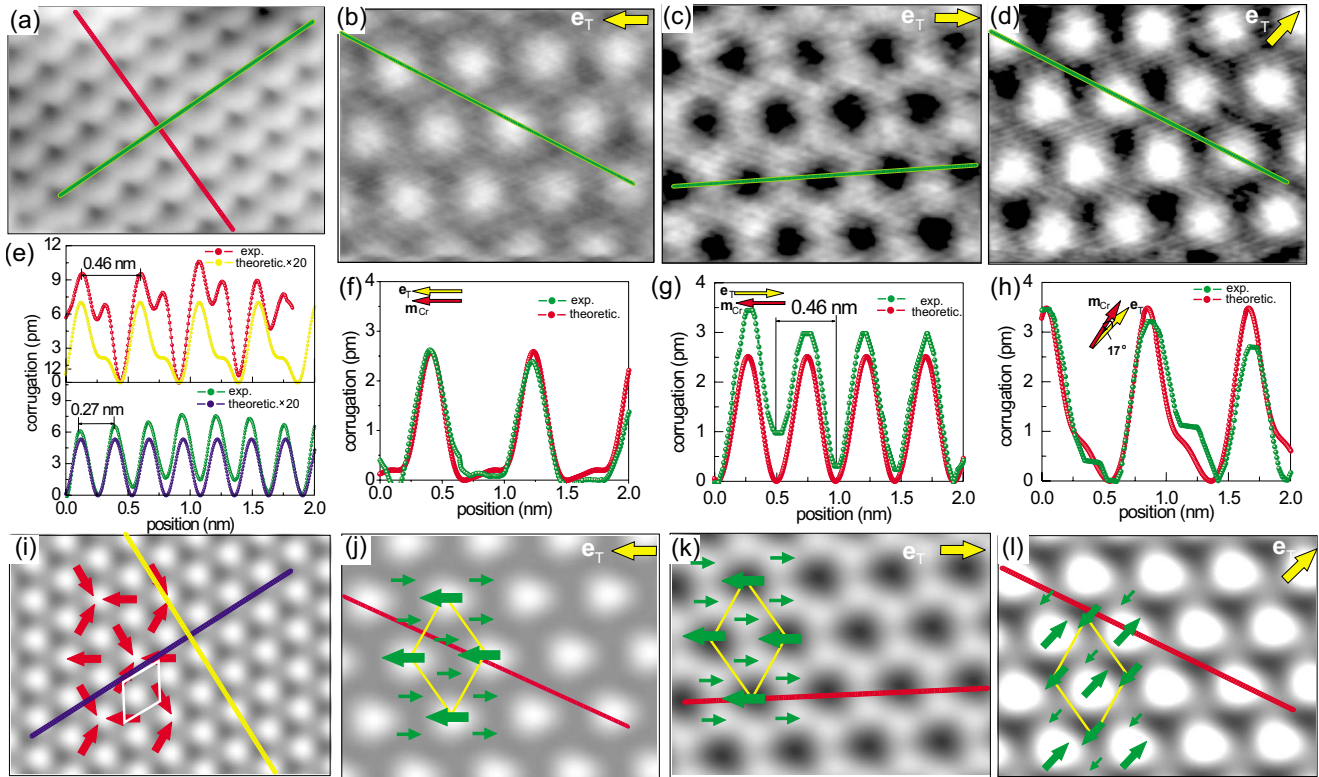 (a)
(b)
e_T
(c)
e_T
(d)
e_T
(e)
12
9
6
3
0
12
9
6
3
0
corrugation (pm)
exp.
theoretic.×20
0.46 nm
exp.
theoretic.×20
0.27 nm
0.0 0.5 1.0 1.5 2.0
position (nm)
(f)
4
3
2
1
0
corrugation (pm)
e_T
m_Cr
exp.
theoretic.
0.0 0.5 1.0 1.5 2.0
position (nm)
(g)
4
3
2
1
0
corrugation (pm)
e_T
m_Cr
0.46 nm
exp.
theoretic.
0.0 0.5 1.0 1.5 2.0
position (nm)
(h)
4
3
2
1
0
corrugation (pm)
m_Cr
e_T
17°
exp.
theoretic.
0.0 0.5 1.0 1.5 2.0
position (nm)
(i)
(j)
e_T
(k)
e_T
(l)
e_T